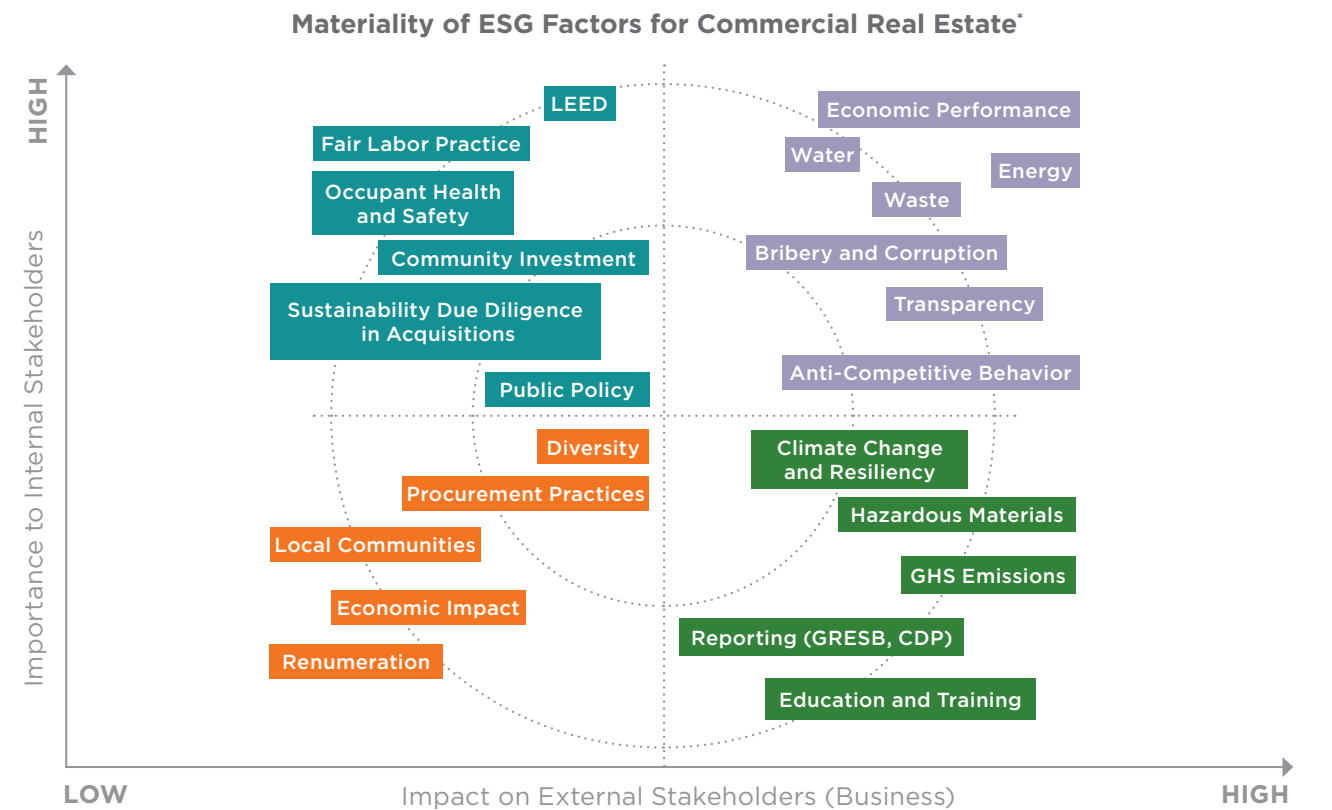 Materiality of ESG Factors for Commercial Real Estate*
HIGH
Importance to Internal Stakeholders
LEED
Fair Labor Practice
Occupant Health
and Safety
Community Investment
Sustainability Due Diligence
in Acquisitions
Public Policy
Economic Performance
Water
Energy
Waste
Bribery and Corruption
Transparency
Anti-Competitive Behavior
Diversity
Procurement Practices
Local Communities
Economic Impact
Renumeration
Climate Change
and Resiliency
Hazardous Materials
GHS Emissions
Reporting (GRESB, CDP)
Education and Training
LOW
Impact on External Stakeholders (Business)
HIGH